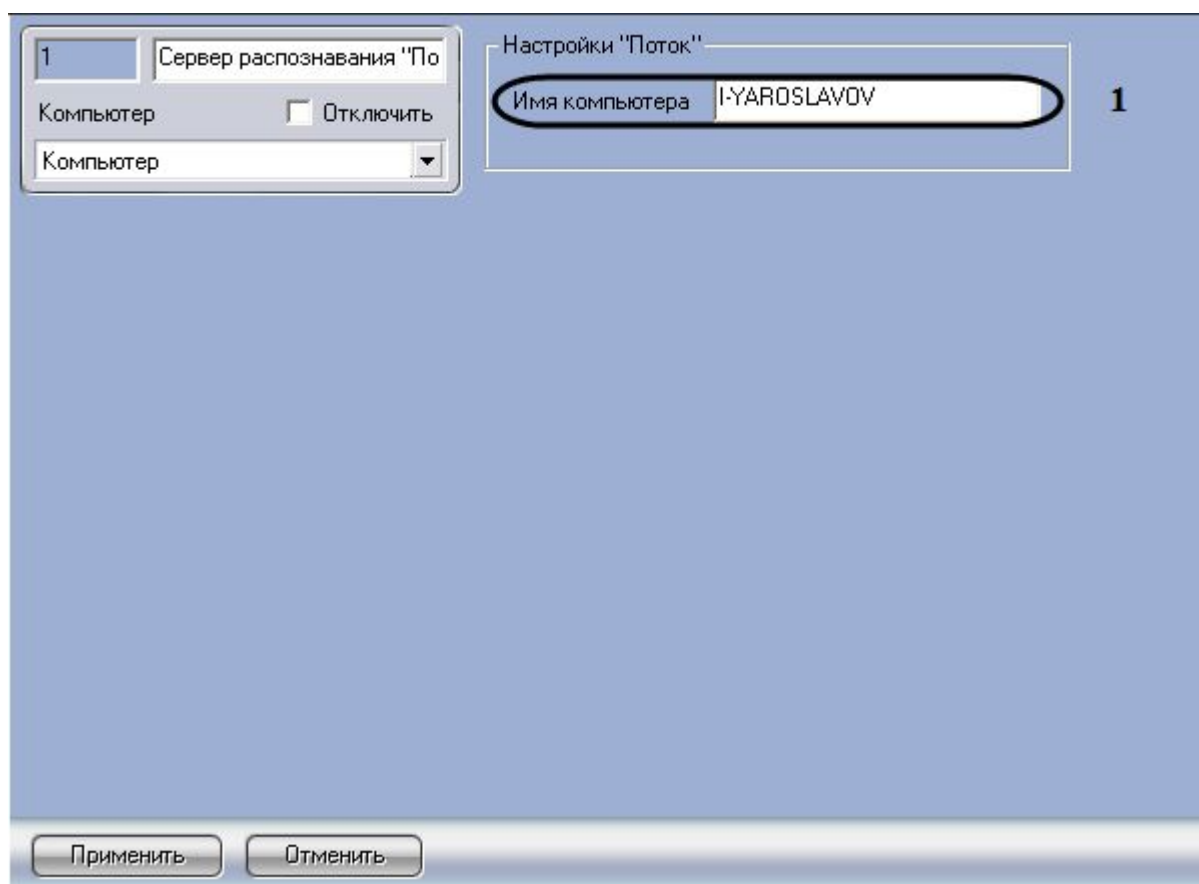 1
Сервер распознавания "По
Компьютер
Отключить
Компьютер
Настройки "Поток"
Имя компьютера
I-YAROSLAVOV
1
Применить
Отменить